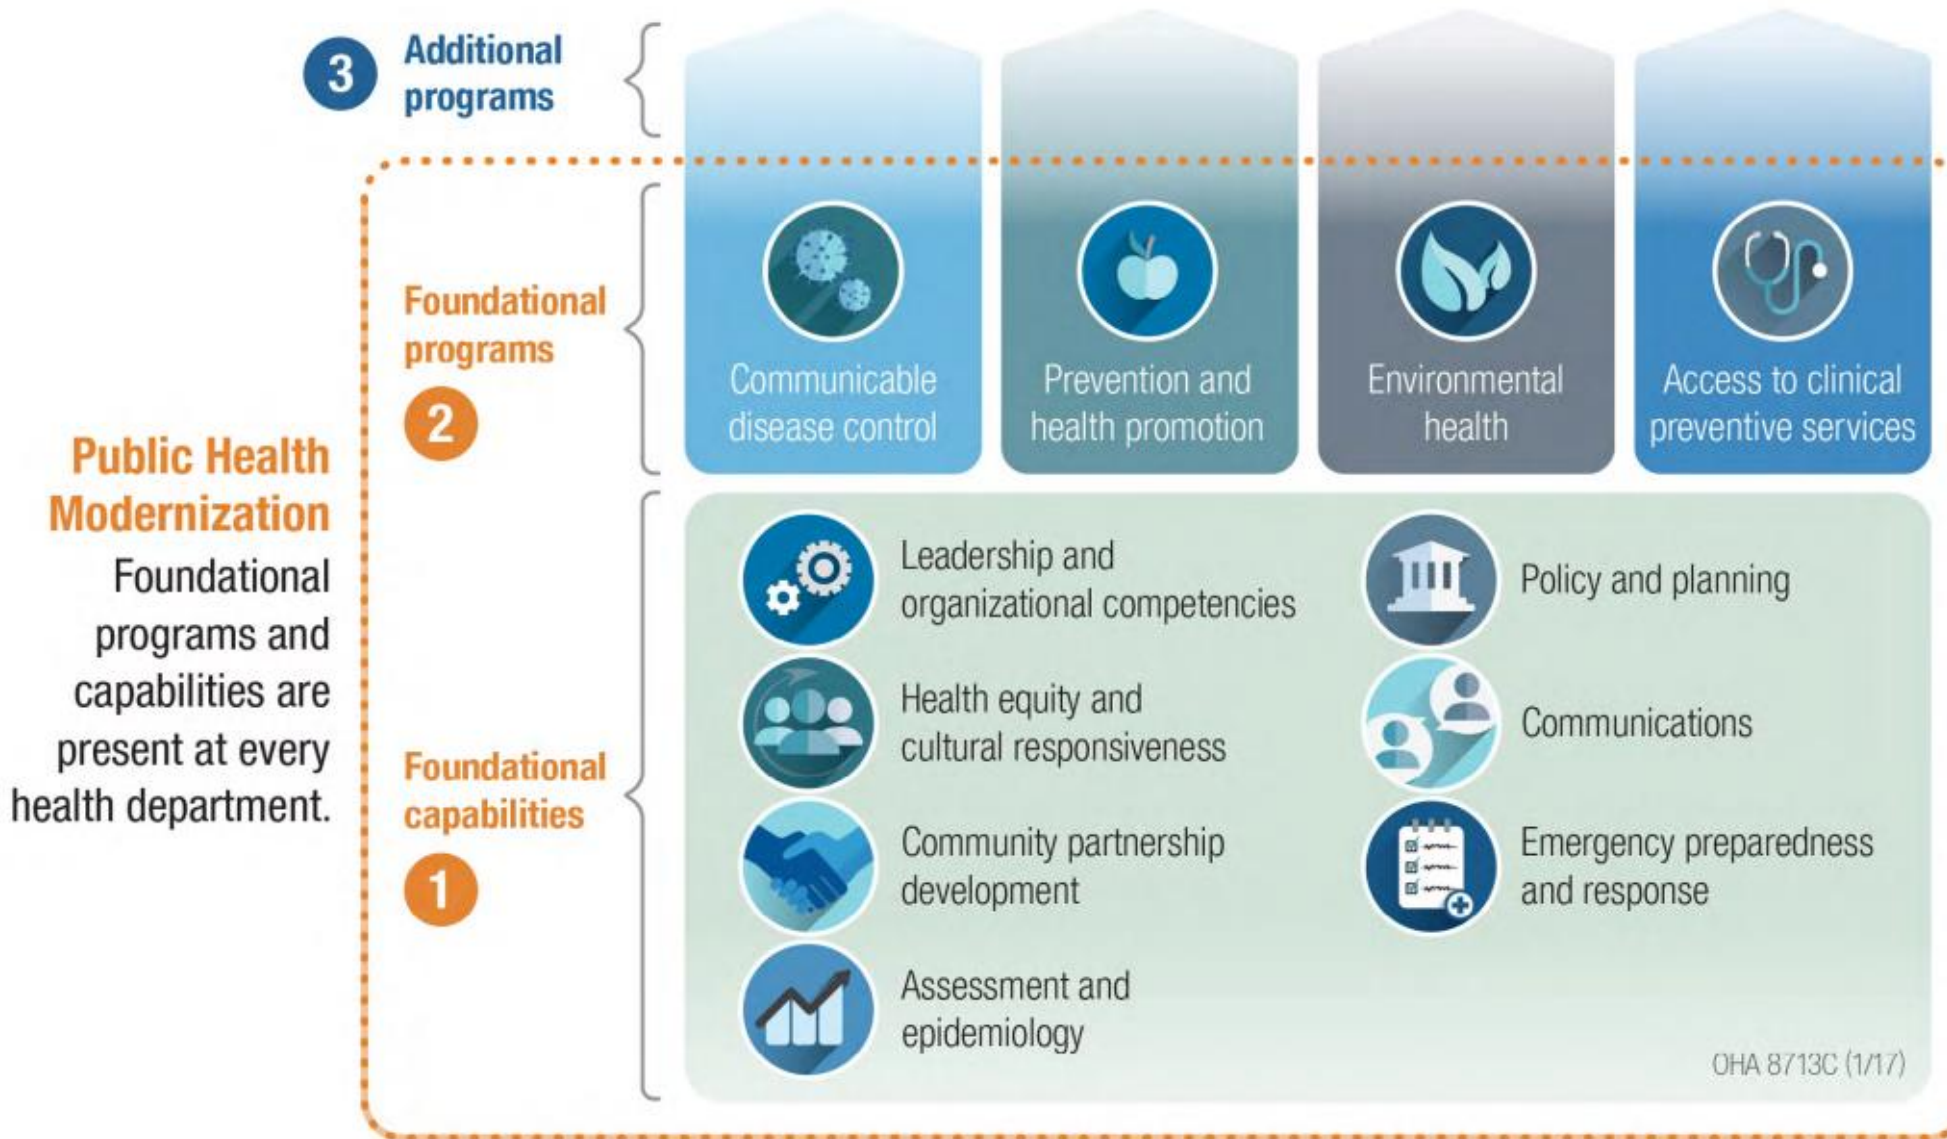 3
Additional
programs
Foundational
programs
2
Communicable
disease control
Prevention and
health promotion
Environmental
health
Access to clinical
preventive services
Public Health
Modernization
Foundational
programs and
capabilities are
present at every
health department.
Foundational
capabilities
1
Leadership and
organizational competencies
Health equity and
cultural responsiveness
Community partnership
development
Assessment and
epidemiology
Policy and planning
Communications
Emergency preparedness
and response
OHA 8713C (1/17)